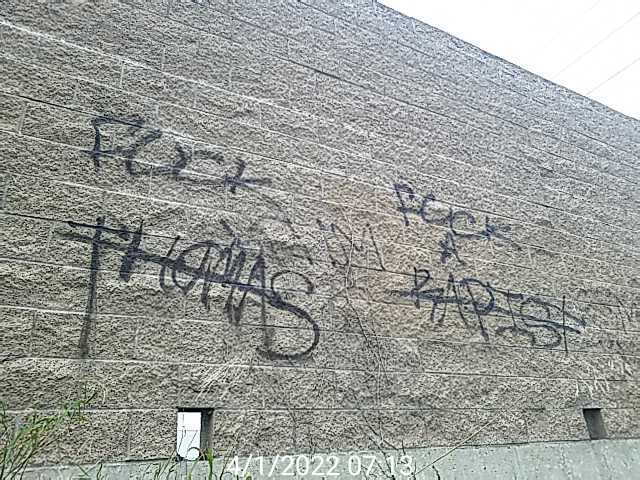 FUCK
THOMAS
I'M
FUCK
A
RAPIST
4/1/2022 07 13